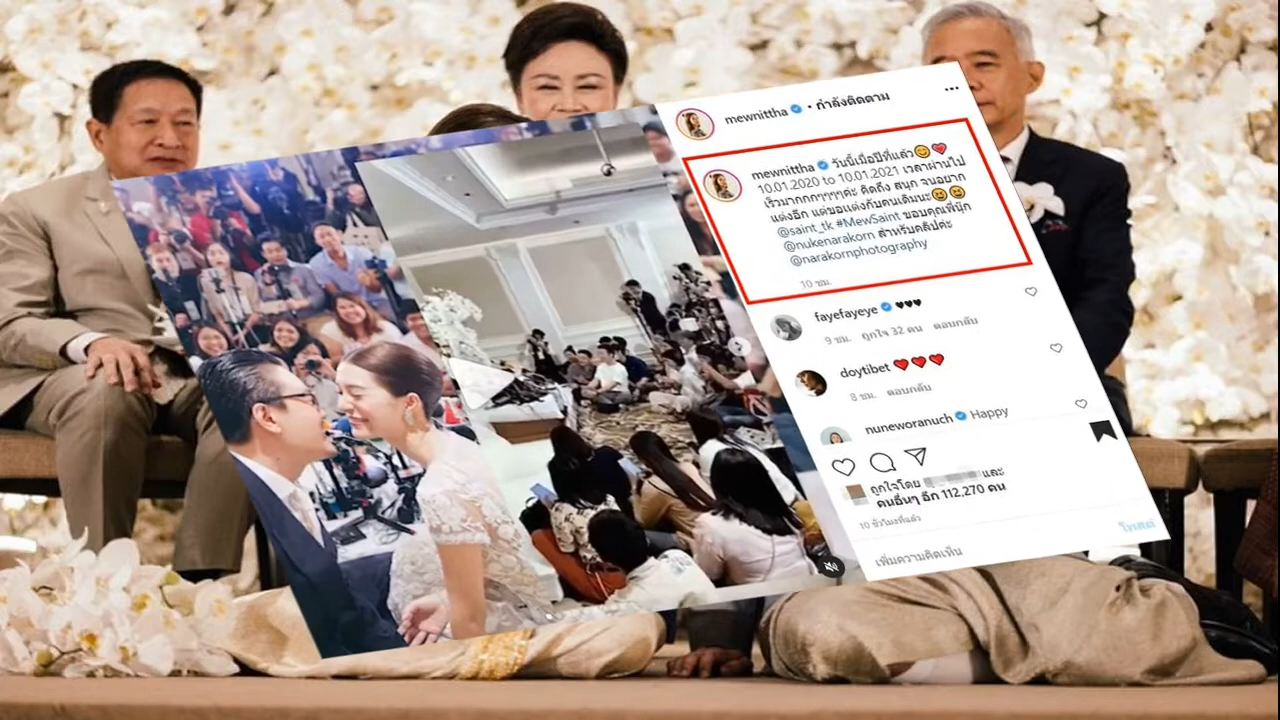 mewnittha • กำลังติดตาม
mewnittha วันนี้เมื่อปีที่แล้ว😊❤️
10.01.2020 to 10.01.2021 เวลาผ่านไป
เร็วมากกกๆๆๆๆค่ะ คิดถึง สนุก จนอยาก
แต่งอีก แต่ขอแต่งกับคนเดิมนะ😆😆
@saint_tk #MewSaint ขอบคุณพี่นุ๊ก
@nukenarakorn สำหรับคลิปค่ะ
@narakornphotography
10 ชม.
fayefayeye 🖤🖤🖤
9 ชม. ถูกใจ 32 คน ตอบกลับ
doytibet ❤️❤️❤️
8 ชม. ตอบกลับ
nuneworanuch Happy
ถูกใจโดย และ
คนอื่นๆ อีก 112,270 คน
10 ชั่วโมงที่แล้ว
เพิ่มความคิดเห็น
โพสต์